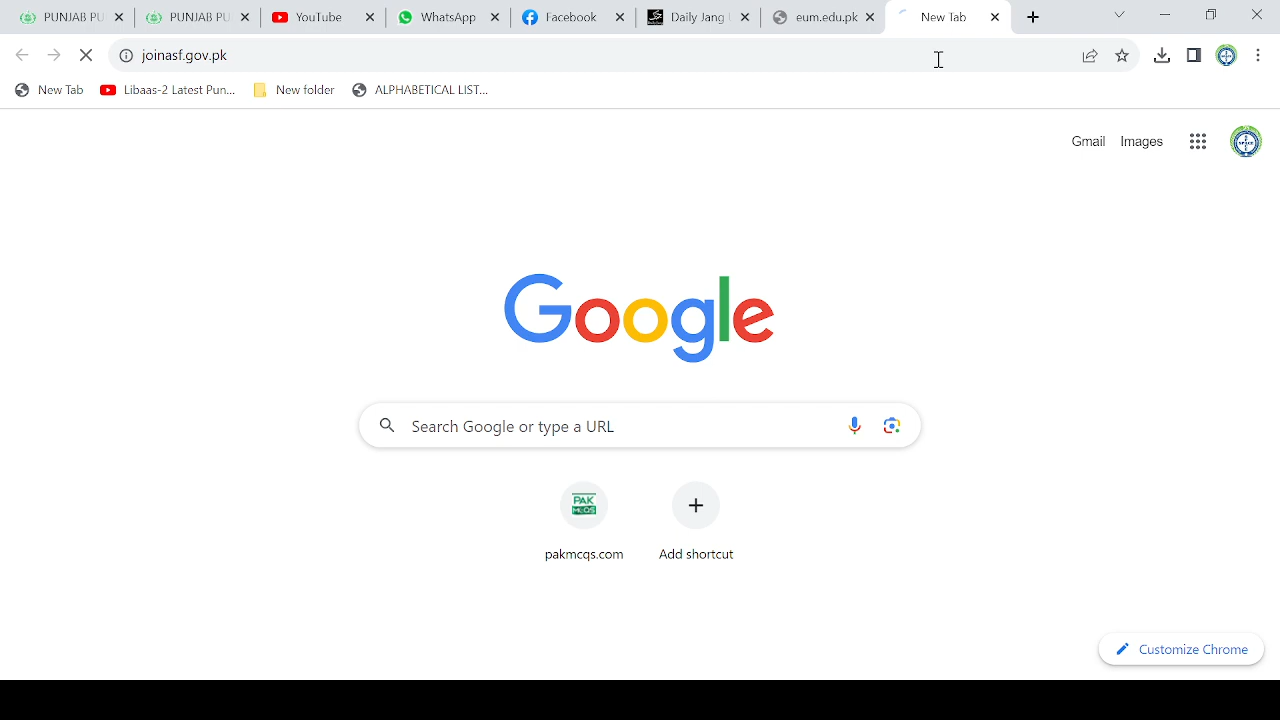 PUNJAB PU
PUNJAB PU
YouTube
WhatsApp
Facebook
Daily Jang
eum.edu.pk
New Tab
joinasf.gov.pk
New Tab
Libaas-2 Latest Pun...
New folder
ALPHABETICAL LIST...
Gmail
Images
Google
Search Google or type a URL
PAK
MCQS
pakmcqs.com
Add shortcut
Customize Chrome